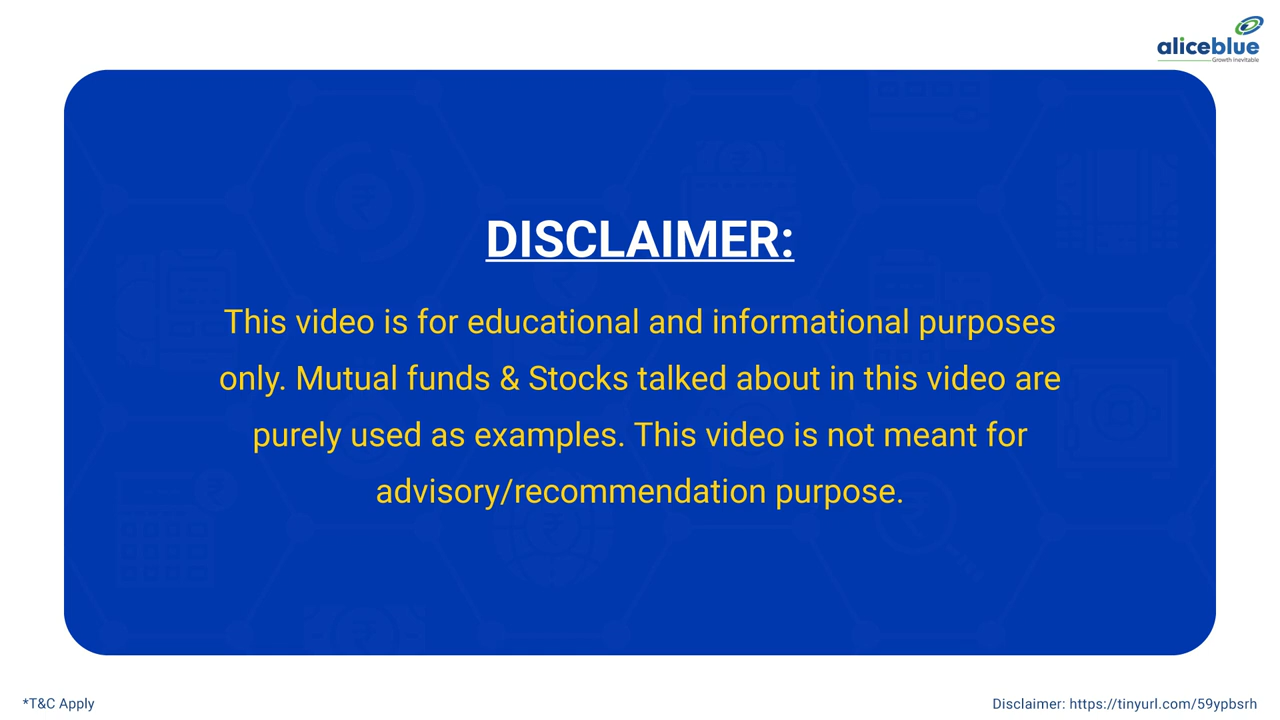 aliceblue
Growth Inevitable
DISCLAIMER:
This video is for educational and informational purposes
only. Mutual funds & Stocks talked about in this video are
purely used as examples. This video is not meant for
advisory/recommendation purpose.
*T&C Apply
Disclaimer: https://tinyurl.com/59ypbsrh